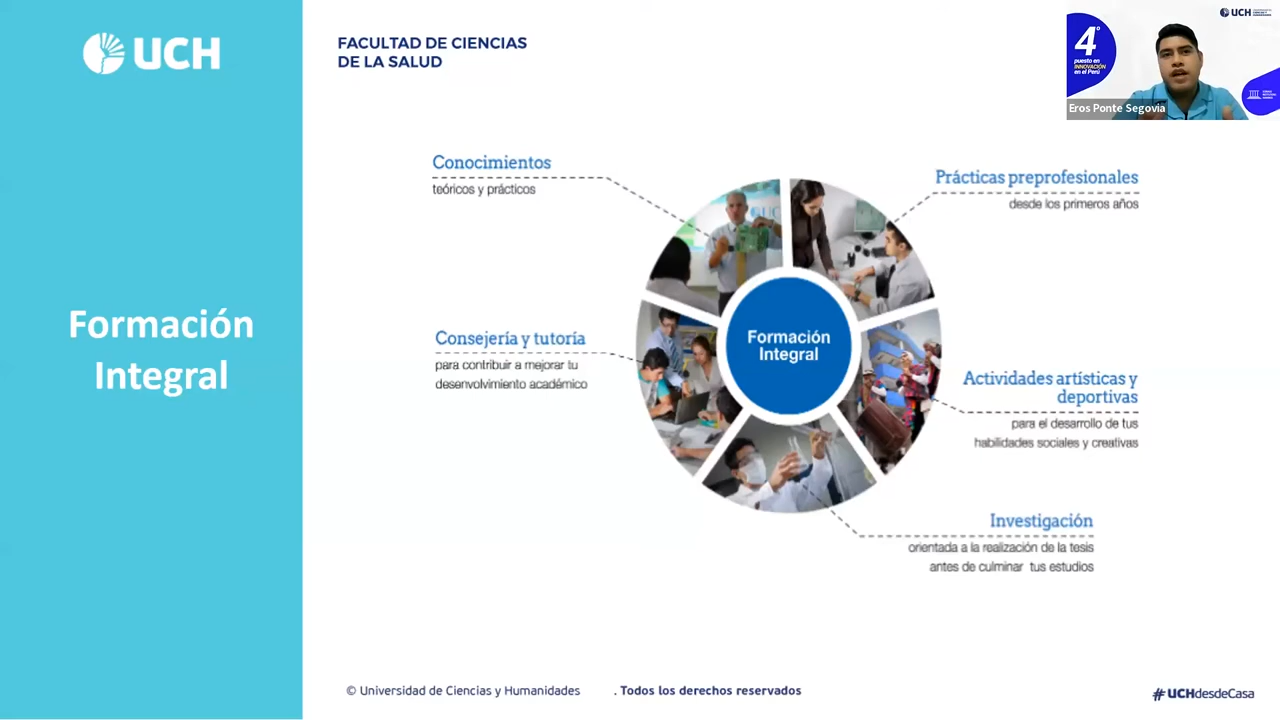 UCH
Formación
Integral
FACULTAD DE CIENCIAS
DE LA SALUD
Conocimientos
teóricos y prácticos
Consejería y tutoría
para contribuir a mejorar tu
desenvolvimiento académico
Formación
Integral
Prácticas preprofesionales
desde los primeros años
Actividades artísticas y
deportivas
para el desarrollo de tus
habilidades sociales y creativas
Investigación
orientada a la realización de la tesis
antes de culminar tus estudios
UCH
4°
puesto en
INNOVACIÓN
en el Perú
Eros Ponte Segovia
© Universidad de Ciencias y Humanidades . Todos los derechos reservados
#UCHdesdeCasa